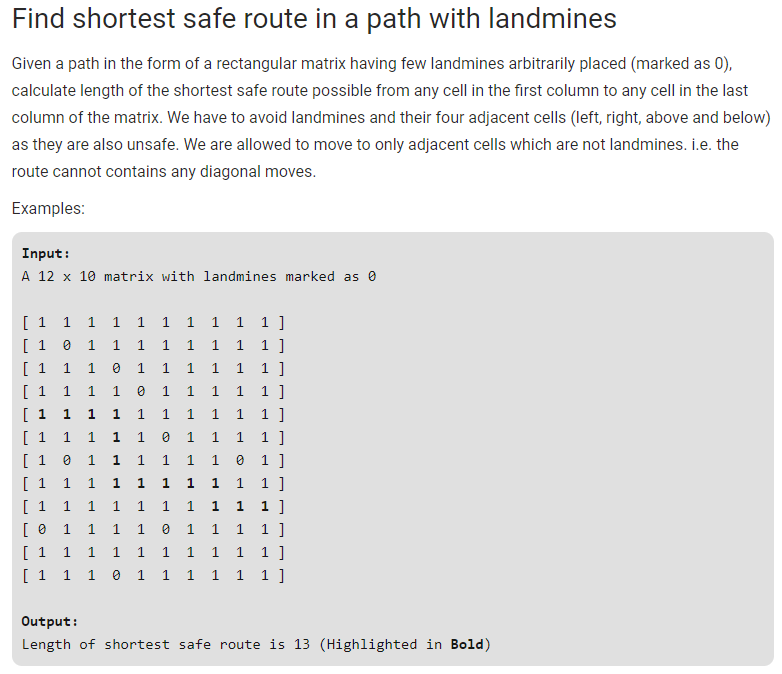 Find shortest safe route in a path with landmines
Given a path in the form of a rectangular matrix having few landmines arbitrarily placed (marked as 0),
calculate length of the shortest safe route possible from any cell in the first column to any cell in the last
column of the matrix. We have to avoid landmines and their four adjacent cells (left, right, above and below)
as they are also unsafe. We are allowed to move to only adjacent cells which are not landmines. i.e. the
route cannot contains any diagonal moves.
Examples:
Input:
A 12 x 10 matrix with landmines marked as 0
[ 1 1 1 1 1 1 1 1 1 1 ]
[ 1 0 1 1 1 1 1 1 1 1 ]
[ 1 1 1 0 1 1 1 1 1 1 ]
[ 1 1 1 1 0 1 1 1 1 1 ]
[ 1 1 1 1 1 1 1 1 1 1 ]
[ 1 1 1 1 1 0 1 1 1 1 ]
[ 1 0 1 1 1 1 1 1 0 1 ]
[ 1 1 1 1 1 1 1 1 1 1 ]
[ 1 1 1 1 1 1 1 1 1 1 ]
[ 0 1 1 1 1 0 1 1 1 1 ]
[ 1 1 1 1 1 1 1 1 1 1 ]
[ 1 1 1 0 1 1 1 1 1 1 ]
Output:
Length of shortest safe route is 13 (Highlighted in Bold)